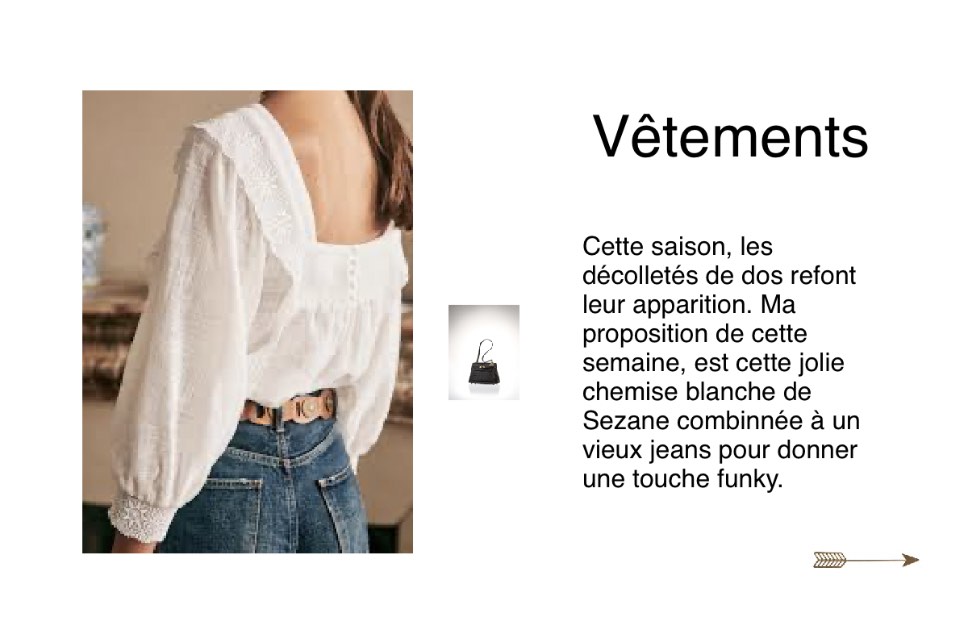 Vêtements
Cette saison, les
décolletés de dos refont
leur apparition. Ma
proposition de cette
semaine, est cette jolie
chemise blanche de
Sezane combinnée à un
vieux jeans pour donner
une touche funky.